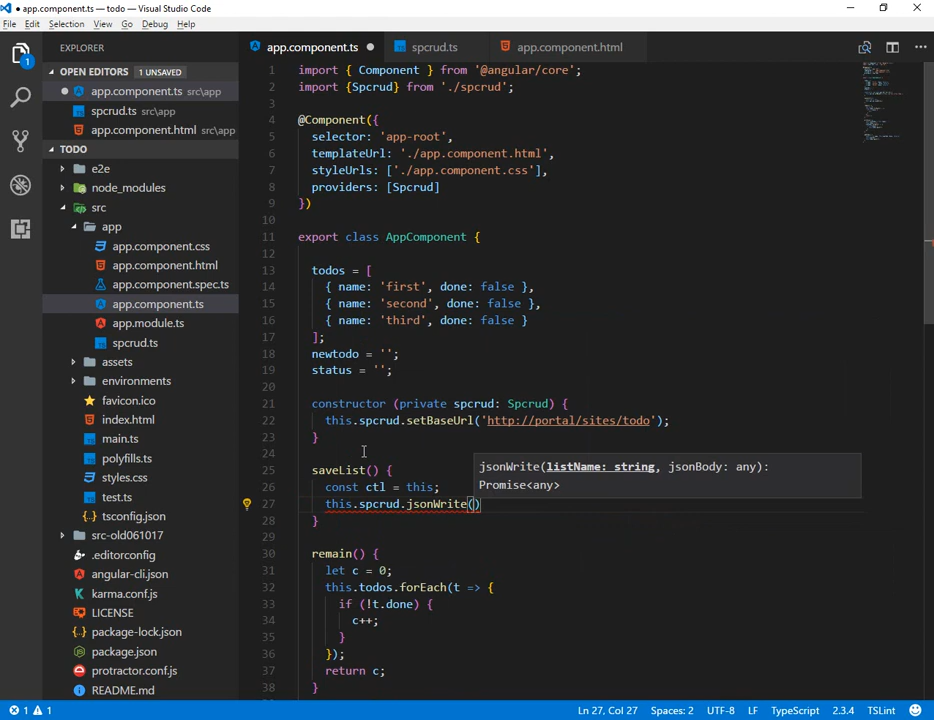 ● app.component.ts — todo — Visual Studio Code
File Edit Selection View Go Debug Help
EXPLORER
OPEN EDITORS 1 UNSAVED
app.component.ts src\app
spcrud.ts src\app
app.component.html src\app
TODO
e2e
node_modules
src
app
app.component.css
app.component.html
app.component.spec.ts
app.component.ts
app.module.ts
spcrud.ts
assets
environments
favicon.ico
index.html
main.ts
polyfills.ts
styles.css
test.ts
tsconfig.json
src-old061017
.editorconfig
angular-cli.json
karma.conf.js
LICENSE
package-lock.json
package.json
protractor.conf.js
README.md
1
app.component.ts spcrud.ts app.component.html
1 import { Component } from '@angular/core';
2 import {Spcrud} from './spcrud';
3
4 @Component({
5 selector: 'app-root',
6 templateUrl: './app.component.html',
7 styleUrls: ['./app.component.css'],
8 providers: [Spcrud]
9 })
10
11 export class AppComponent {
12
13 todos = [
14 { name: 'first', done: false },
15 { name: 'second', done: false },
16 { name: 'third', done: false }
17 ];
18 newtodo = '';
19 status = '';
20
21 constructor (private spcrud: Spcrud) {
22 this.spcrud.setBaseUrl('http://portal/sites/todo');
23 }
24
25 saveList() {
26 const ctl = this;
27 this.spcrud.jsonWrite()
28 }
29
30 remain() {
31 let c = 0;
32 this.todos.forEach(t => {
33 if (!t.done) {
34 c++;
35 }
36 });
37 return c;
38 }
jsonWrite(listName: string, jsonBody: any):
Promise<any>
1 1 Ln 27, Col 27 Spaces: 2 UTF-8 LF TypeScript 2.3.4 TSLint